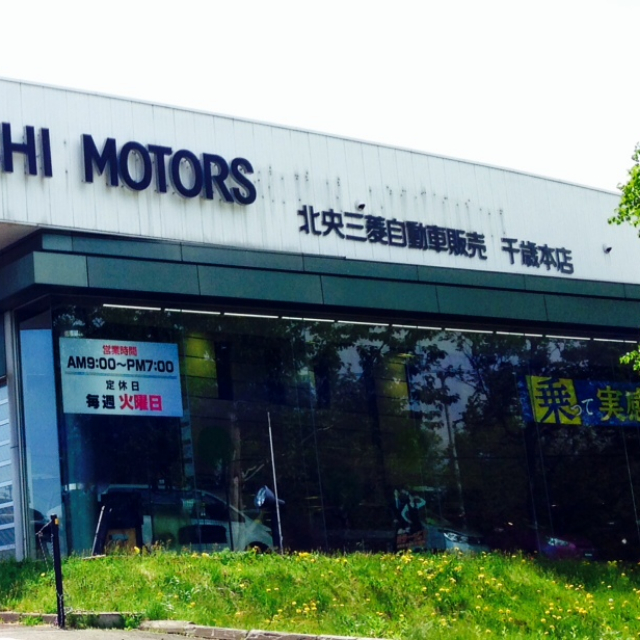 HI MOTORS
北央三菱自動車販売 千歳本店
営業時間
AM9:00～PM7:00
定休日
毎週 火曜日
乗って実感